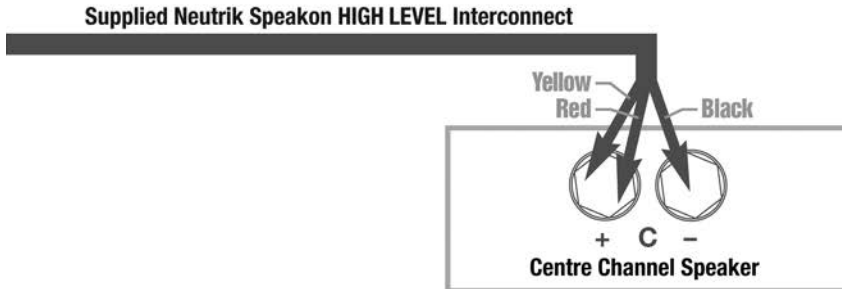 Supplied Neutrik Speakon HIGH LEVEL Interconnect
Yellow
Red
Black
+ C –
Centre Channel Speaker